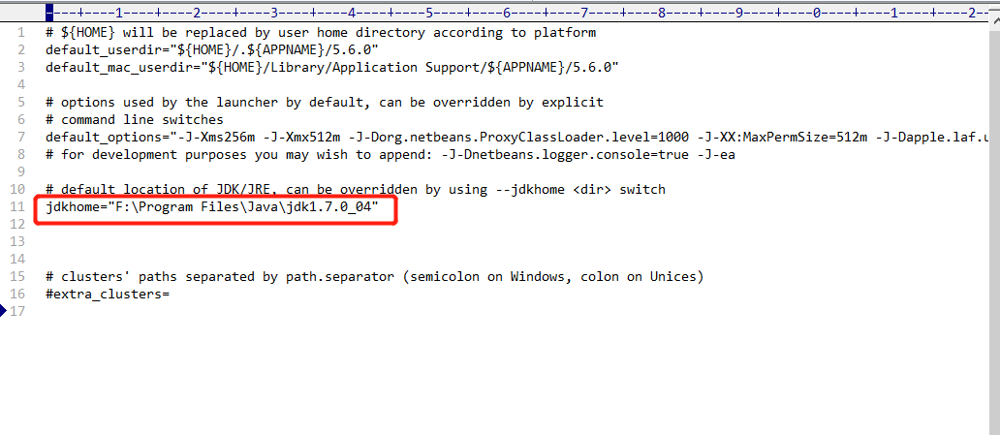 ----+----1----+----2----+----3----+----4----+----5----+----6----+----7----+----8----+----9----+----0----+----1----+----2--
1 # ${HOME} will be replaced by user home directory according to platform
2 default_userdir="${HOME}/.${APPNAME}/5.6.0"
3 default_mac_userdir="${HOME}/Library/Application Support/${APPNAME}/5.6.0"
4
5 # options used by the launcher by default, can be overridden by explicit
6 # command line switches
7 default_options="-J-Xms256m -J-Xmx512m -J-Dorg.netbeans.ProxyClassLoader.level=1000 -J-XX:MaxPermSize=512m -J-Dapple.laf.u
8 # for development purposes you may wish to append: -J-Dnetbeans.logger.console=true -J-ea
9
10 # default location of JDK/JRE, can be overridden by using --jdkhome <dir> switch
11 jdkhome="F:\Program Files\Java\jdk1.7.0_04"
12
13
14
15 # clusters' paths separated by path.separator (semicolon on Windows, colon on Unices)
16 #extra_clusters=
17